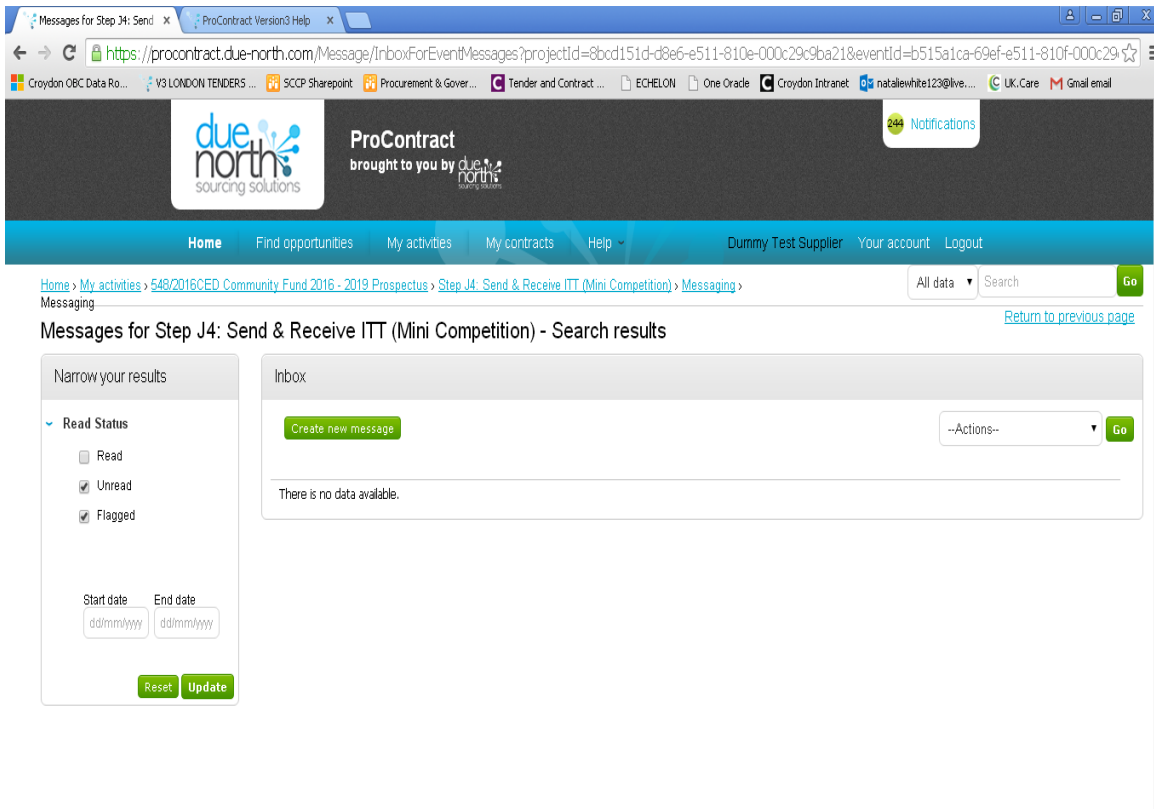 Messages for Step J4: Send x ProContract Version3 Help x
https://procontract.due-north.com/Message/InboxForEventMessages?projectId=8bcd151d-d8e6-e511-810e-000c29c9ba21&eventId=b515a1ca-69ef-e511-810f-000c29
Croydon OBC Data Ro... V3 LONDON TENDERS ... SCCP Sharepoint Procurement & Gover... Tender and Contract ... ECHELON One Oracle Croydon Intranet nataliewhite123@live.... UK.Care Gmail email
due north
sourcing solutions
ProContract
brought to you by due north
sourcing solutions
244 Notifications
Home Find opportunities My activities My contracts Help Dummy Test Supplier Your account Logout
Home › My activities › 548/2016CED Community Fund 2016 - 2019 Prospectus › Step J4: Send & Receive ITT (Mini Competition) › Messaging ›
Messaging
All data Search Go
Return to previous page
Messages for Step J4: Send & Receive ITT (Mini Competition) - Search results
Narrow your results
Read Status
Read
Unread
Flagged
Start date End date
dd/mm/yyyy dd/mm/yyyy
Reset Update
Inbox
Create new message --Actions-- Go
There is no data available.